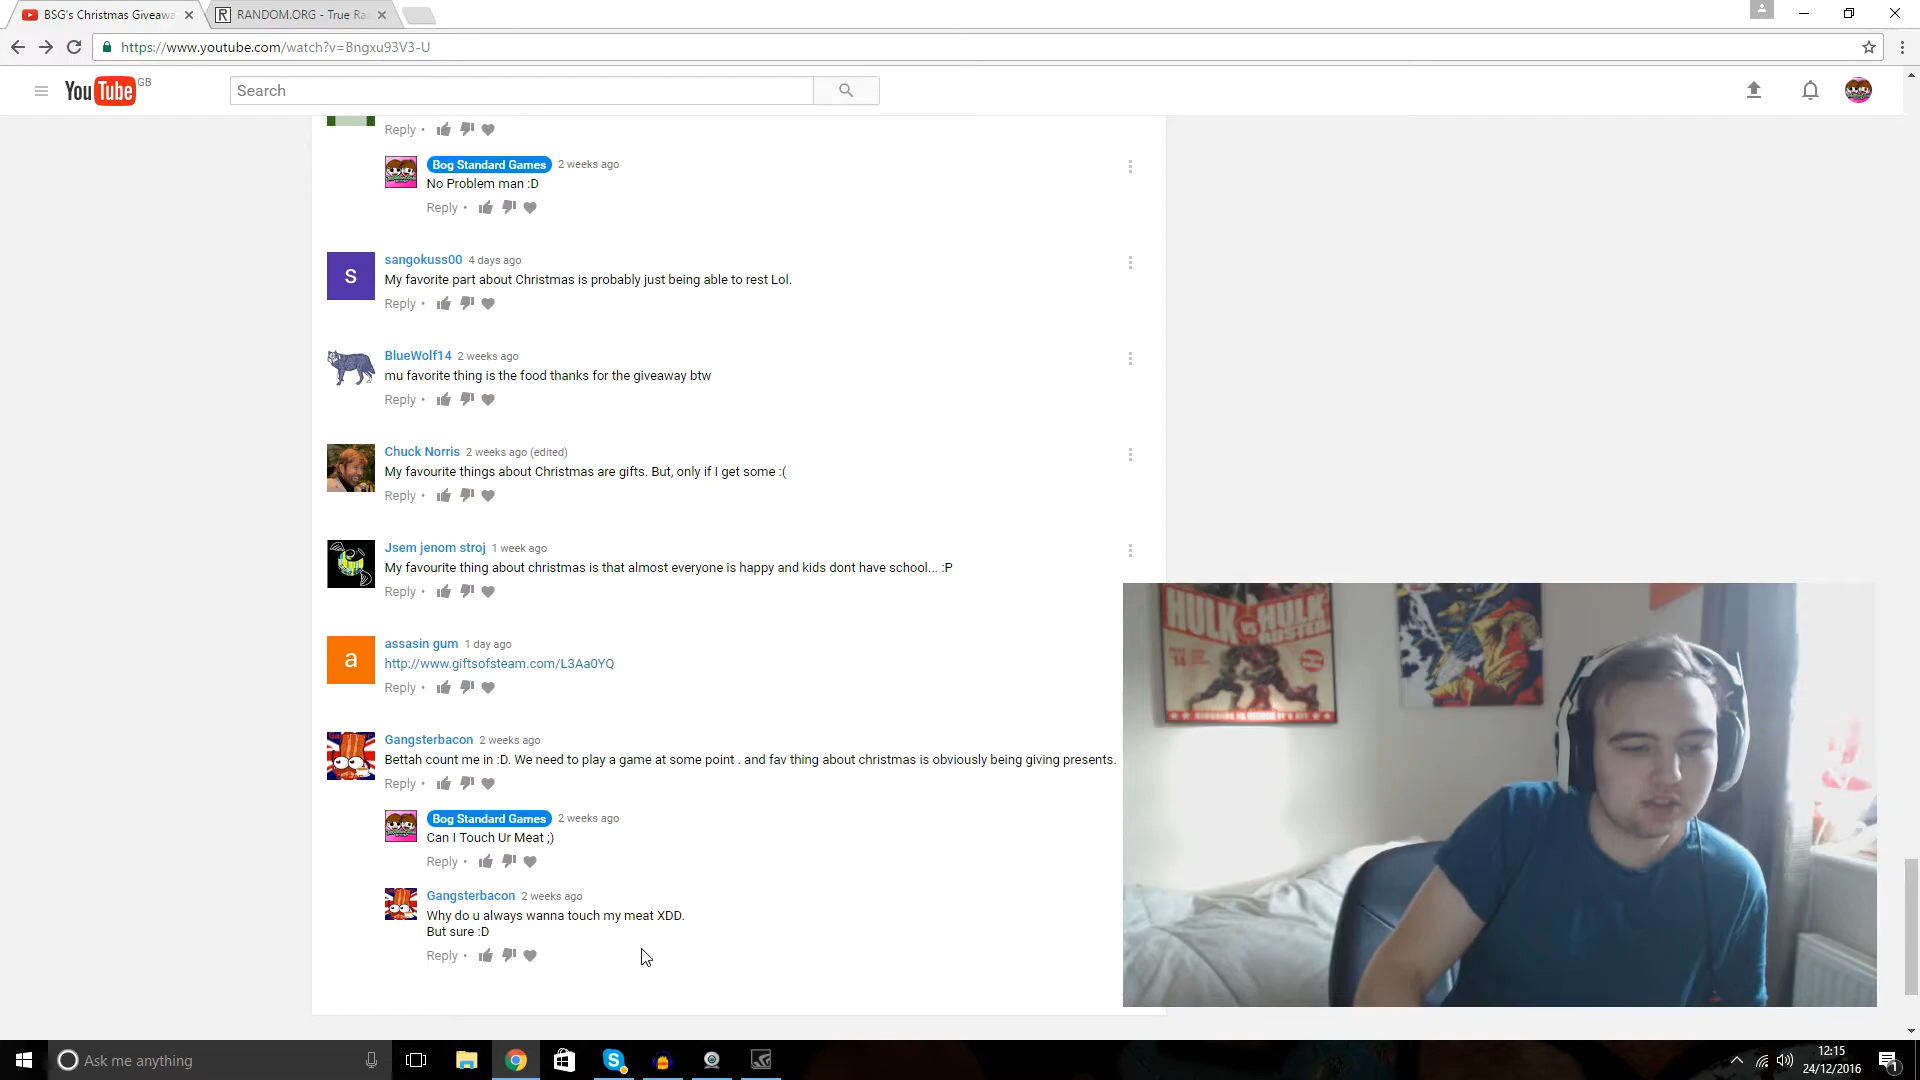 BSG's Christmas Giveaw
RANDOM.ORG - True Ra
https://www.youtube.com/watch?v=Bngxu93V3-U
YouTube GB
Search
Reply •
Bog Standard Games 2 weeks ago
No Problem man :D
Reply •
S
sangokuss00 4 days ago
My favorite part about Christmas is probably just being able to rest Lol.
Reply •
BlueWolf14 2 weeks ago
mu favorite thing is the food thanks for the giveaway btw
Reply •
Chuck Norris 2 weeks ago (edited)
My favourite things about Christmas are gifts. But, only if I get some :(
Reply •
Jsem jenom stroj 1 week ago
My favourite thing about christmas is that almost everyone is happy and kids dont have school... :P
Reply •
a
assasin gum 1 day ago
http://www.giftsofsteam.com/L3Aa0YQ
Reply •
Gangsterbacon 2 weeks ago
Bettah count me in :D. We need to play a game at some point . and fav thing about christmas is obviously being giving presents.
Reply •
Bog Standard Games 2 weeks ago
Can I Touch Ur Meat ;)
Reply •
Gangsterbacon 2 weeks ago
Why do u always wanna touch my meat XDD.
But sure :D
Reply •
HULK vs HULK
BUSTER
14
Ask me anything
12:15
24/12/2016
1